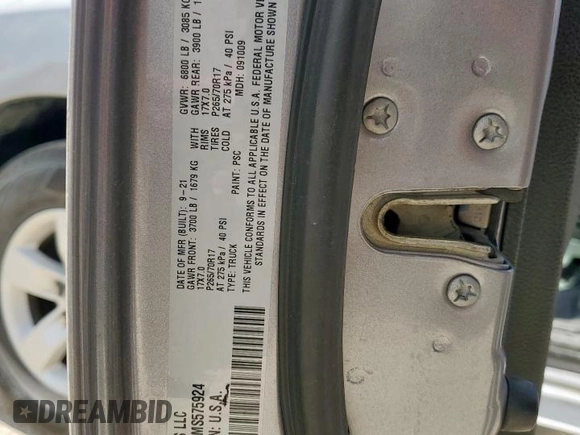 S LLC
MS575924
N: U.S.A.
DATE OF MFR (BUILT): 9-21
GAWR FRONT: 3700 LB / 1679 KG
17X7.0
P265/70R17
AT 275 kPa / 40 PSI
TYPE: TRUCK
WITH
RIMS
TIRES
COLD
PAINT: PSC
GVWR: 6800 LB / 3085 KG
GAWR REAR: 3900 LB / 1
17X7.0
P265/70R17
AT 275 kPa / 40 PSI
MDH: 091009
THIS VEHICLE CONFORMS TO ALL APPLICABLE U.S.A. FEDERAL MOTOR VE
STANDARDS IN EFFECT ON THE DATE OF MANUFACTURE SHOWN AB
DREAMBID